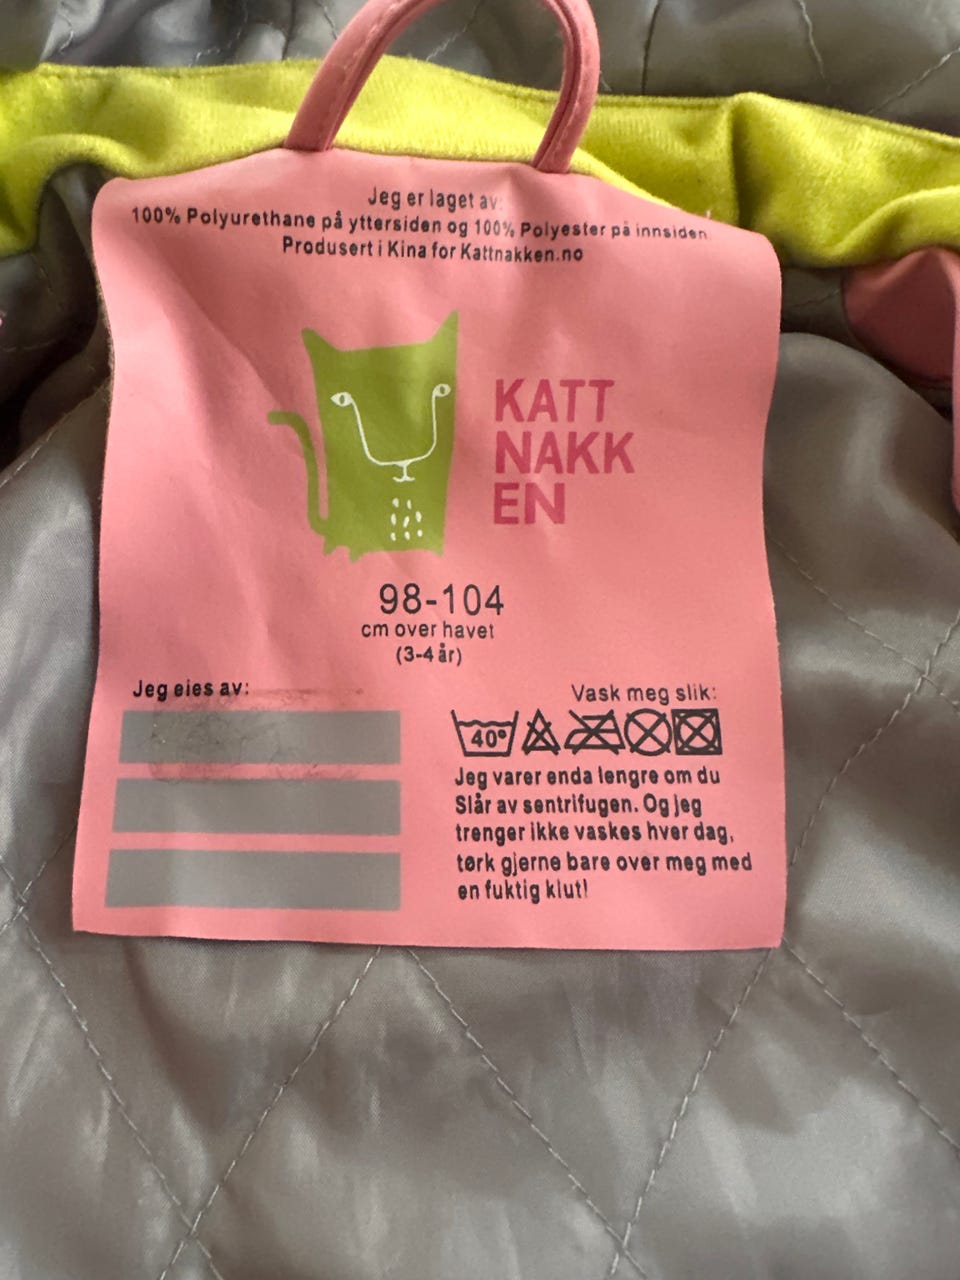 Jeg er laget av:
100% Polyurethane på yttersiden og 100% Polyester på innsiden.
Produsert i Kina for Kattnakken.no
KATT
NAKK
EN
98-104
cm over havet
(3-4 år)
Jeg eies av:
Vask meg slik:
40°
Jeg varer enda lengre om du
Slår av sentrifugen. Og jeg
trenger ikke vaskes hver dag,
tørk gjerne bare over meg med
en fuktig klut!